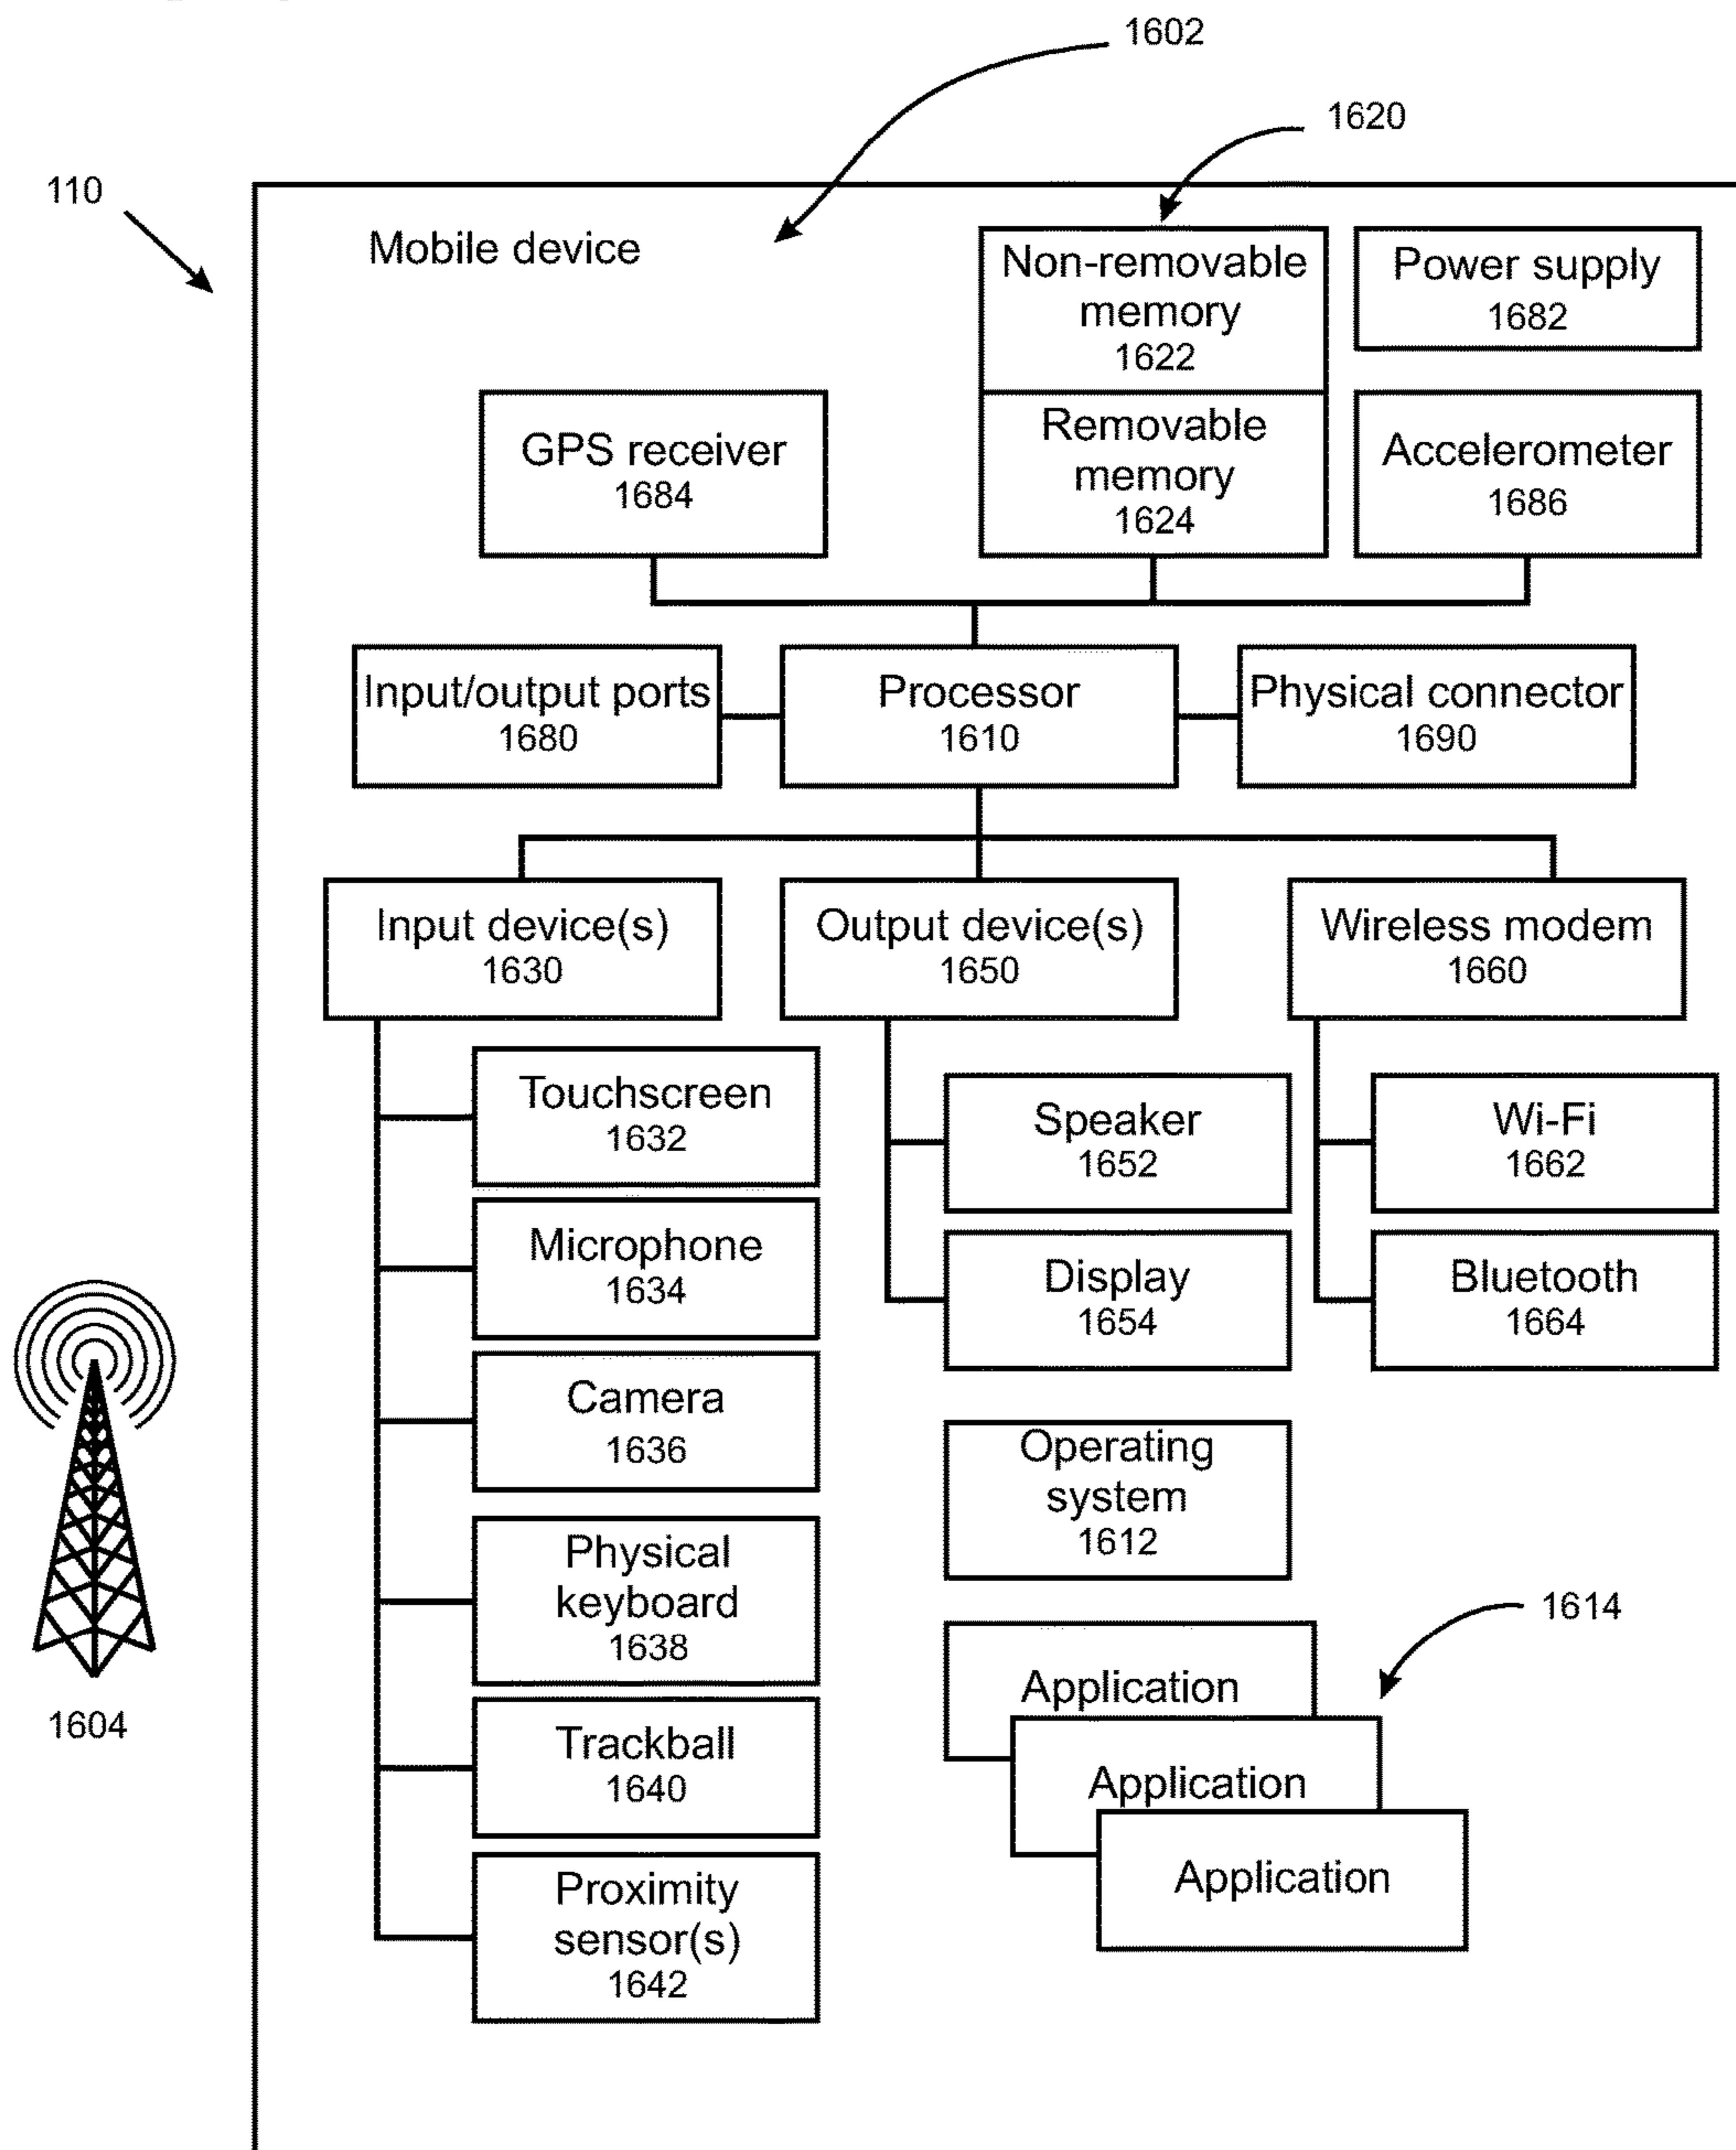 1602
1620
110
Mobile device
Non-removable
memory
1622
Power supply
1682
GPS receiver
1684
Removable
memory
1624
Accelerometer
1686
Input/output ports
1680
Processor
1610
Physical connector
1690
Input device(s)
1630
Output device(s)
1650
Wireless modem
1660
Touchscreen
1632
Microphone
1634
Camera
1636
Physical
keyboard
1638
Trackball
1640
Proximity
sensor(s)
1642
Speaker
1652
Display
1654
Wi-Fi
1662
Bluetooth
1664
Operating
system
1612
1614
Application
Application
Application
1604